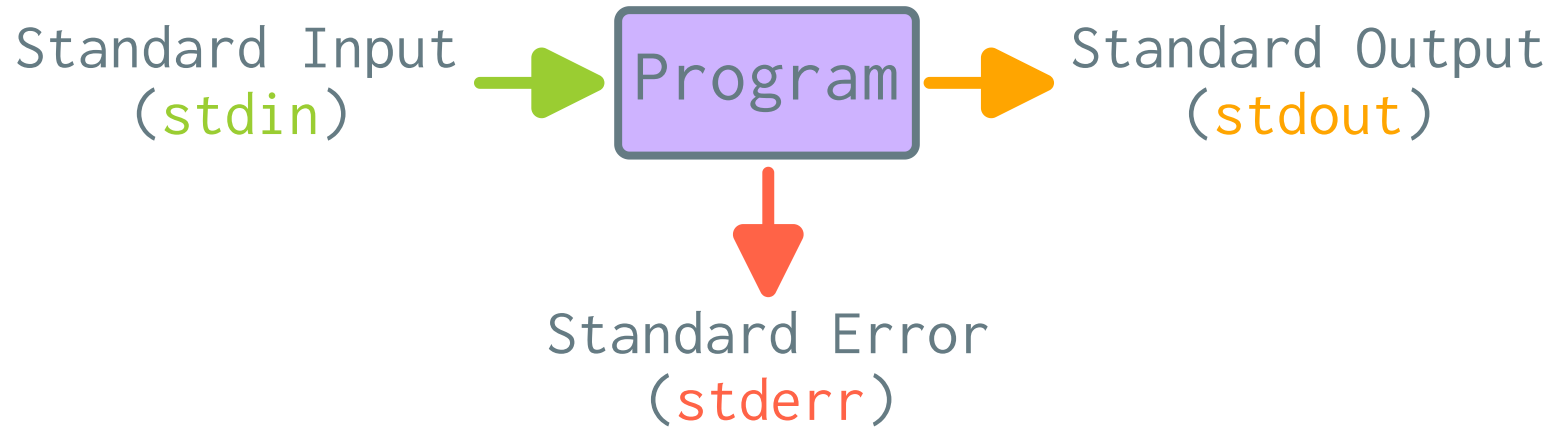 Standard Input
(stdin)
Program
Standard Output
(stdout)
Standard Error
(stderr)